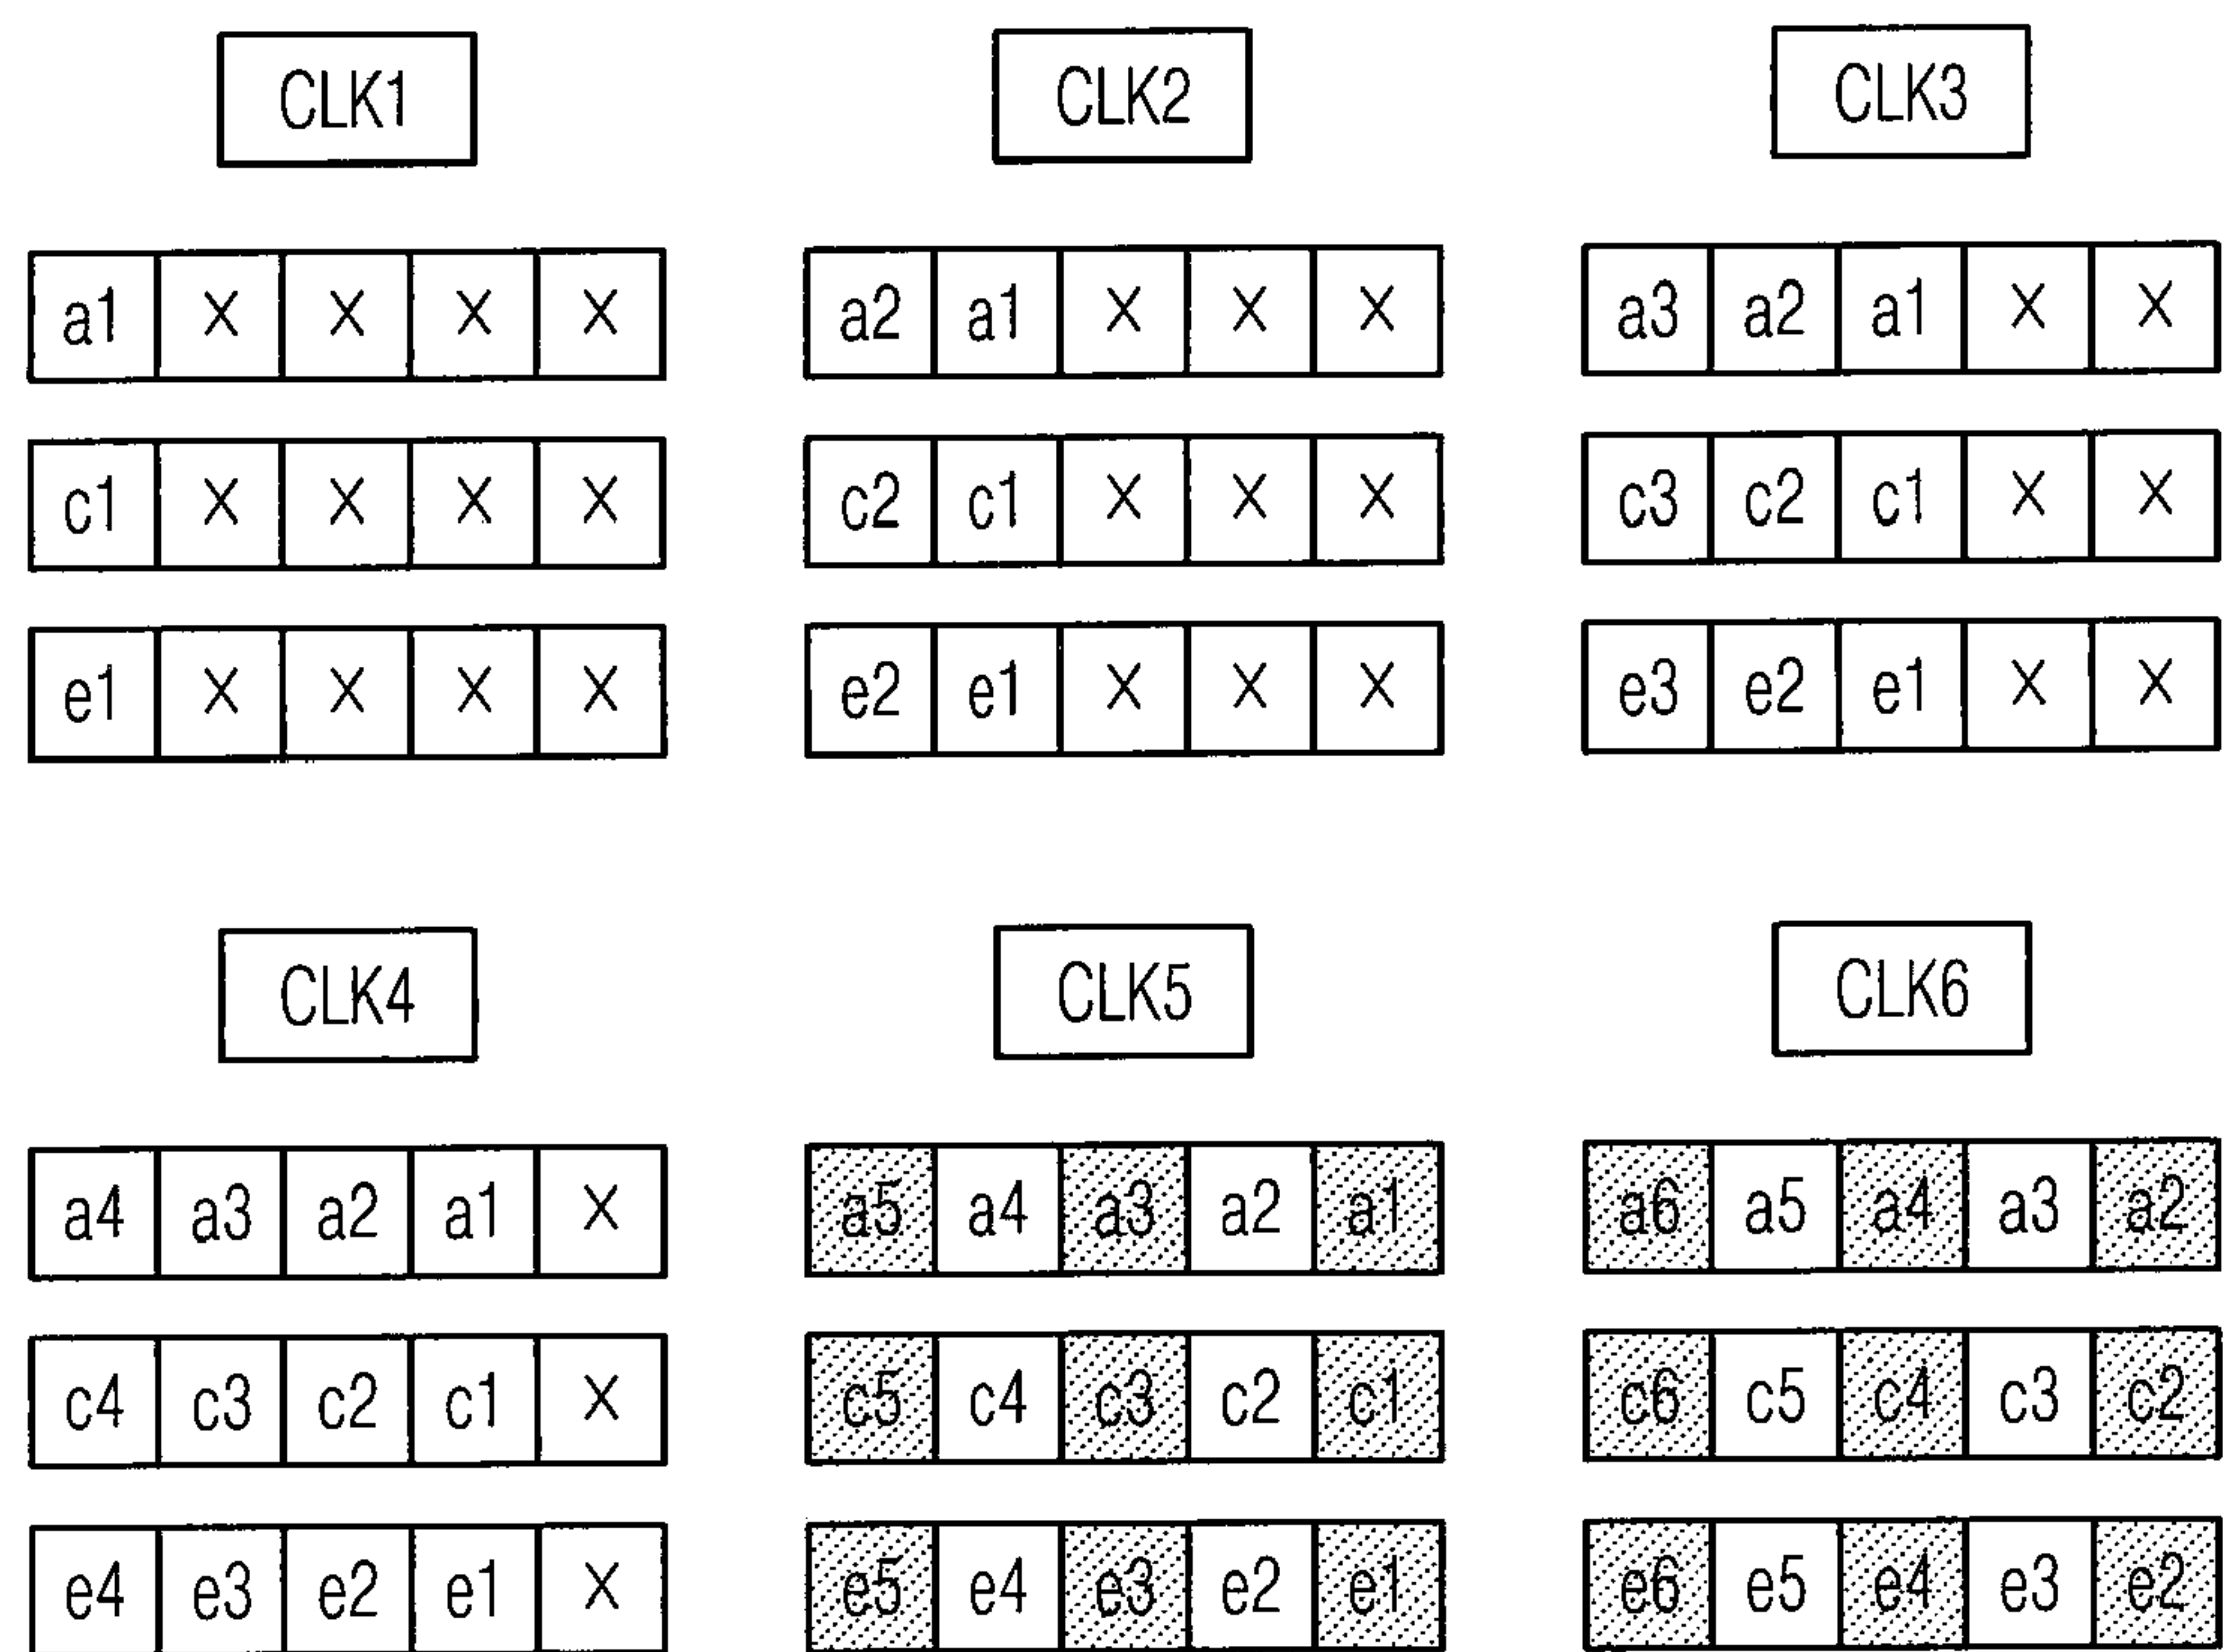 CLK1 CLK2 CLK3
a1 X X X X a2 a1 X X X a3 a2 a1 X X
c1 X X X X c2 c1 X X X c3 c2 c1 X X
e1 X X X X e2 e1 X X X e3 e2 e1 X X
CLK4 CLK5 CLK6
a4 a3 a2 a1 X a5 a4 a3 a2 a1 a6 a5 a4 a3 a2
c4 c3 c2 c1 X c5 c4 c3 c2 c1 c6 c5 c4 c3 c2
e4 e3 e2 e1 X e5 e4 e3 e2 e1 e6 e5 e4 e3 e2